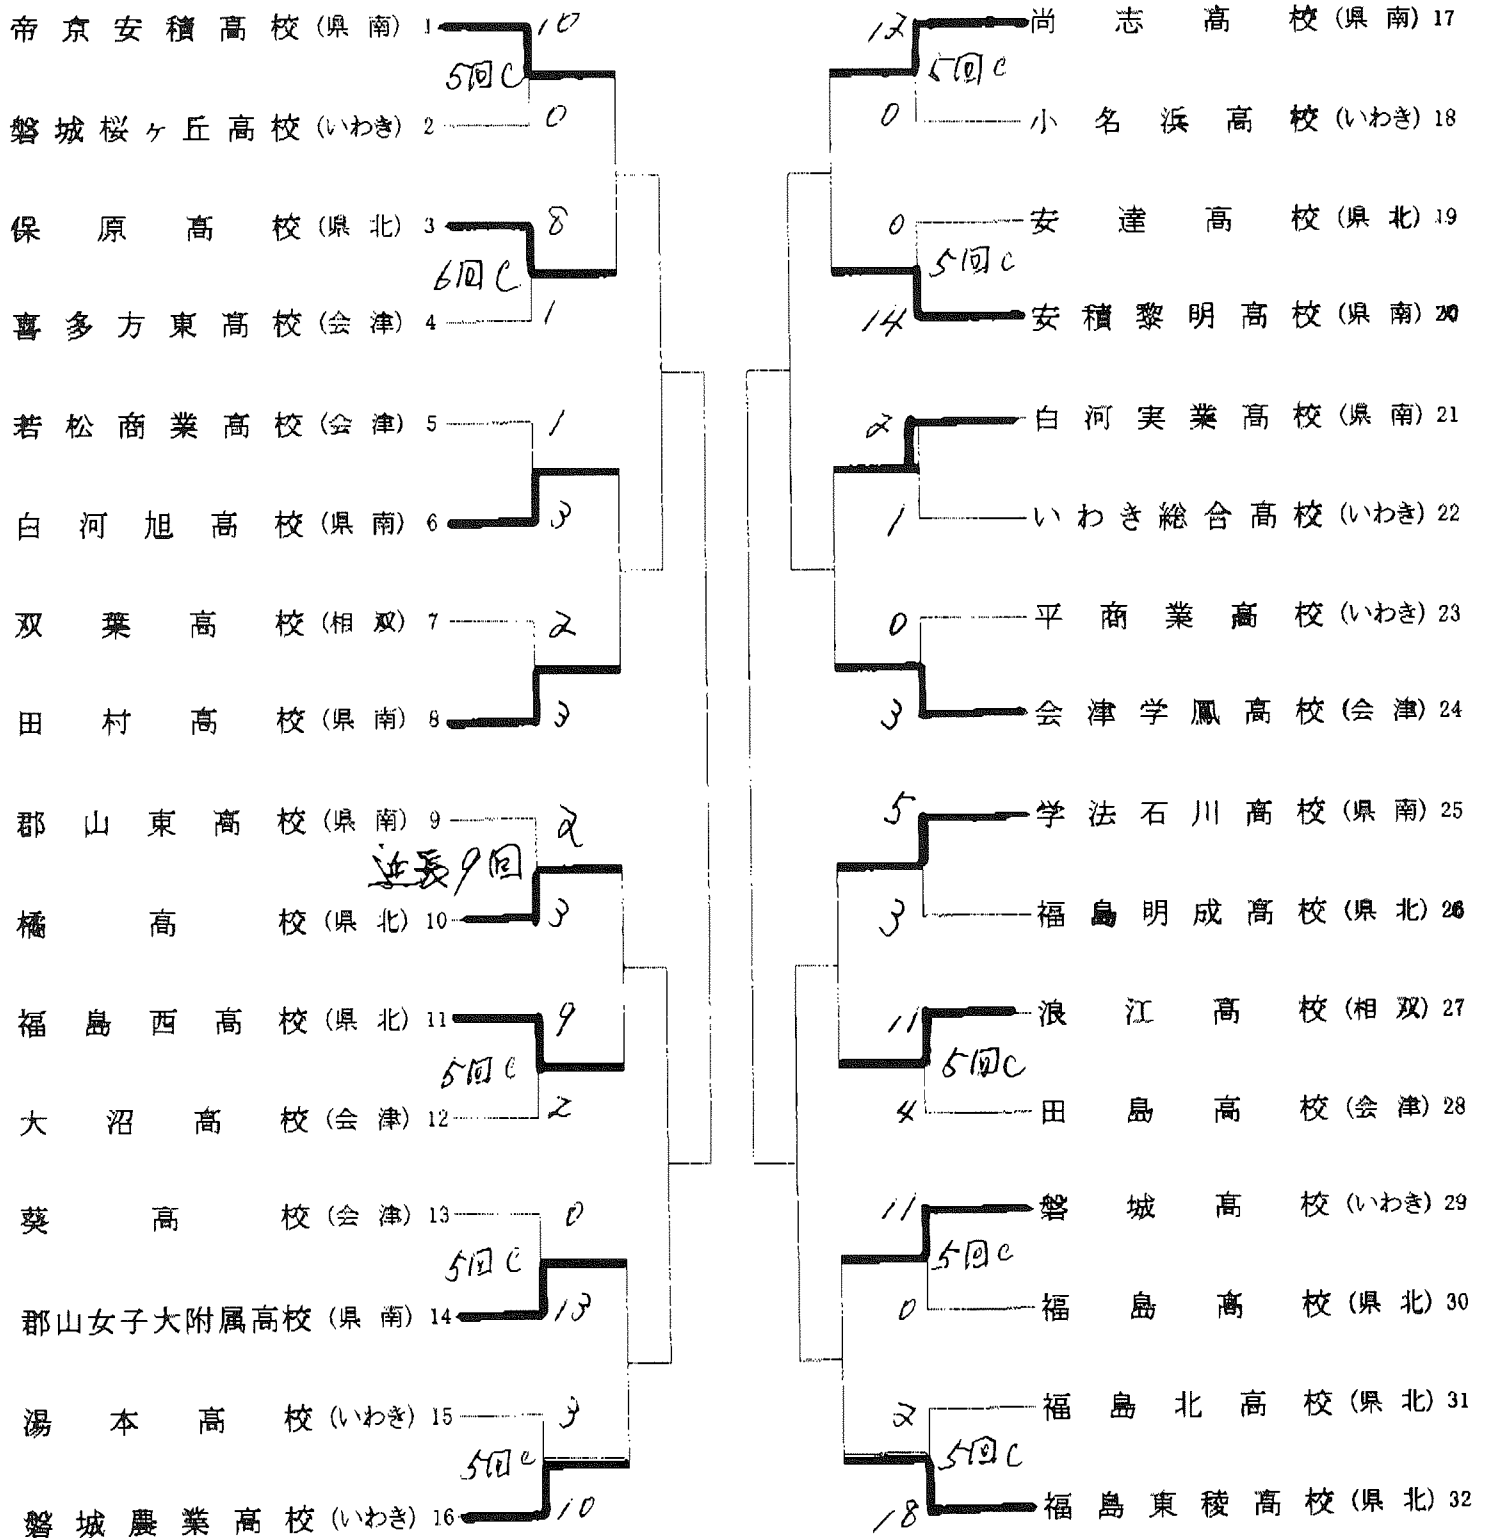 帝京安積高校 (県南) 1 10
5回C
磐城桜ヶ丘高校 (いわき) 2 0
保原高校 (県北) 3 8
6回C
喜多方東高校 (会津) 4 1
若松商業高校 (会津) 5 1
白河旭高校 (県南) 6 3
双葉高校 (相双) 7 2
田村高校 (県南) 8 3
郡山東高校 (県南) 9 2
延長9回
橘高校 (県北) 10 3
福島西高校 (県北) 11 9
5回C
大沼高校 (会津) 12 2
葵高校 (会津) 13 0
5回C
郡山女子大附属高校 (県南) 14 13
湯本高校 (いわき) 15 3
5回C
磐城農業高校 (いわき) 16 10
12 尚志高校 (県南) 17
5回C
0 小名浜高校 (いわき) 18
0 安達高校 (県北) 19
5回C
14 安積黎明高校 (県南) 20
2 白河実業高校 (県南) 21
1 いわき総合高校 (いわき) 22
0 平商業高校 (いわき) 23
3 会津学鳳高校 (会津) 24
5 学法石川高校 (県南) 25
3 福島明成高校 (県北) 26
11 浪江高校 (相双) 27
5回C
4 田島高校 (会津) 28
11 磐城高校 (いわき) 29
5回C
0 福島高校 (県北) 30
2 福島北高校 (県北) 31
5回C
18 福島東稜高校 (県北) 32